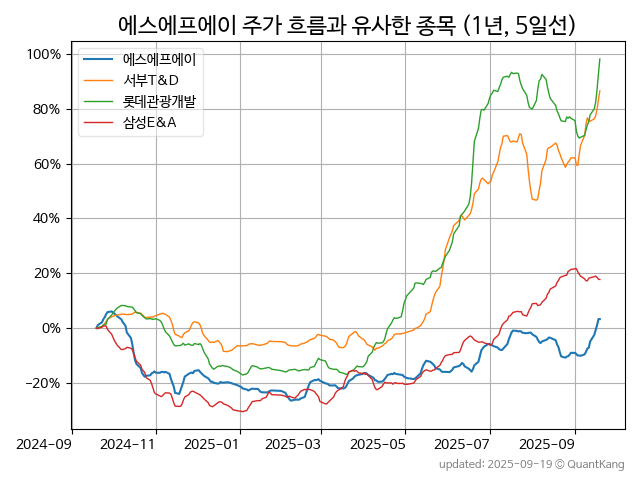 에스에프에이 주가 흐름과 유사한 종목 (1년, 5일선)
에스에프에이
서부T&D
롯데관광개발
삼성E&A
100%
80%
60%
40%
20%
0%
−20%
2024-09
2024-11
2025-01
2025-03
2025-05
2025-07
2025-09
updated: 2025-09-19 © QuantKang